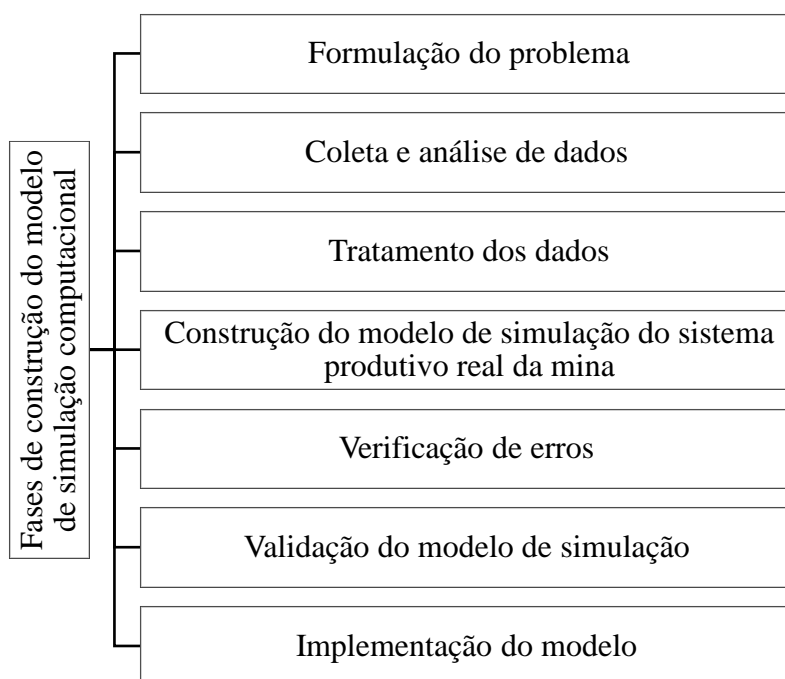 Fases de construção do modelo
de simulação computacional
Formulação do problema
Coleta e análise de dados
Tratamento dos dados
Construção do modelo de simulação do sistema
produtivo real da mina
Verificação de erros
Validação do modelo de simulação
Implementação do modelo